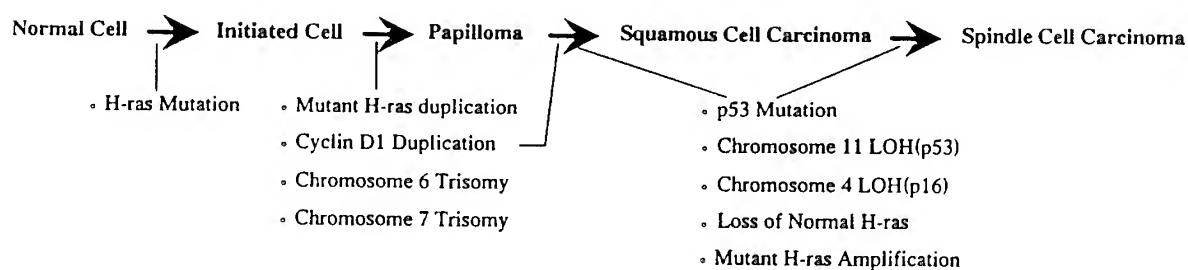 Normal Cell Initiated Cell Papilloma Squamous Cell Carcinoma Spindle Cell Carcinoma
◦ H-ras Mutation
◦ Mutant H-ras duplication
◦ Cyclin D1 Duplication
◦ Chromosome 6 Trisomy
◦ Chromosome 7 Trisomy
◦ p53 Mutation
◦ Chromosome 11 LOH(p53)
◦ Chromosome 4 LOH(p16)
◦ Loss of Normal H-ras
◦ Mutant H-ras Amplification